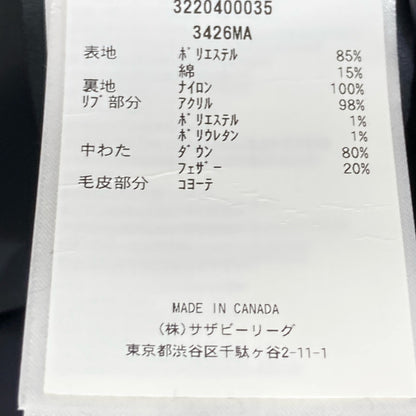 3220400035
3426MA
表地 ﾎﾟﾘｴｽﾃﾙ 85%
綿 15%
裏地 ﾅｲﾛﾝ 100%
ﾘﾌﾞ部分 ｱｸﾘﾙ 98%
ﾎﾟﾘｴｽﾃﾙ 1%
ﾎﾟﾘｳﾚﾀﾝ 1%
中わた ﾀﾞｳﾝ 80%
ﾌｪｻﾞｰ 20%
毛皮部分 ｺﾖｰﾃ
MADE IN CANADA
(株)サザビーリーグ
東京都渋谷区千駄ヶ谷2-11-1